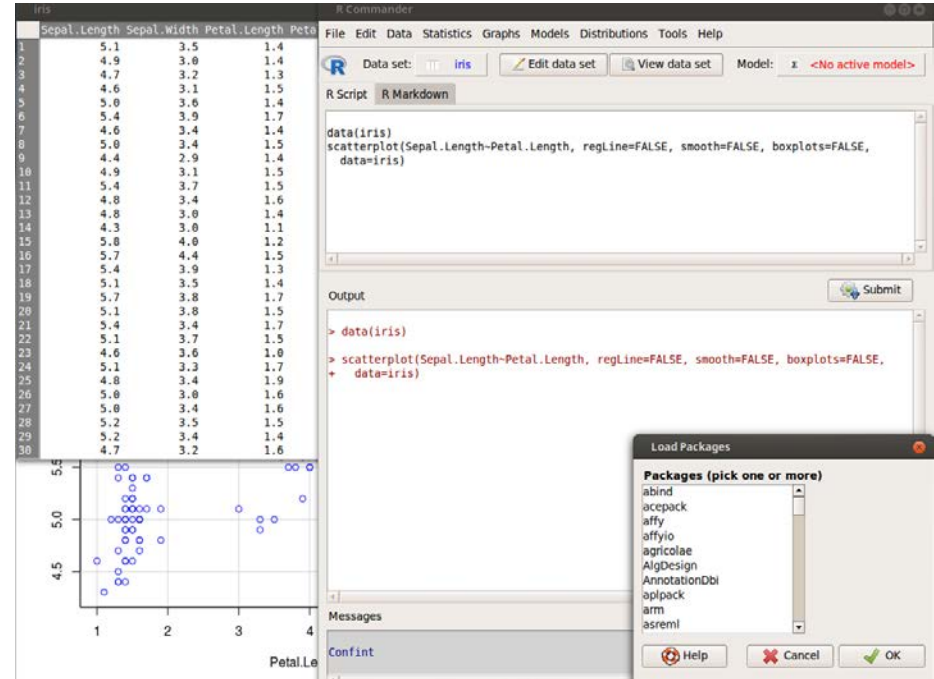 iris
Sepal.Length Sepal.Width Petal.Length Peta
1 5.1 3.5 1.4
2 4.9 3.0 1.4
3 4.7 3.2 1.3
4 4.6 3.1 1.5
5 5.0 3.6 1.4
6 5.4 3.9 1.7
7 4.6 3.4 1.4
8 5.0 3.4 1.5
9 4.4 2.9 1.4
10 4.9 3.1 1.5
11 5.4 3.7 1.5
12 4.8 3.4 1.6
13 4.8 3.0 1.4
14 4.3 3.0 1.1
15 5.8 4.0 1.2
16 5.7 4.4 1.5
17 5.4 3.9 1.3
18 5.1 3.5 1.4
19 5.7 3.8 1.7
20 5.1 3.8 1.5
21 5.4 3.4 1.7
22 5.1 3.7 1.5
23 4.6 3.6 1.0
24 5.1 3.3 1.7
25 4.8 3.4 1.9
26 5.0 3.0 1.6
27 5.0 3.4 1.6
28 5.2 3.5 1.5
29 5.2 3.4 1.4
30 4.7 3.2 1.6
5.5
5.0
4.5
1 2 3 4
Petal.Le
R Commander
File Edit Data Statistics Graphs Models Distributions Tools Help
R Data set: iris Edit data set View data set Model: Σ <No active model>
R Script R Markdown
data(iris)
scatterplot(Sepal.Length~Petal.Length, regLine=FALSE, smooth=FALSE, boxplots=FALSE,
data=iris)
Output Submit
> data(iris)
> scatterplot(Sepal.Length~Petal.Length, regLine=FALSE, smooth=FALSE, boxplots=FALSE,
+ data=iris)
Messages
Confint
Load Packages
Packages (pick one or more)
abind
acepack
affy
affyio
agricolae
AlgDesign
AnnotationDbi
aplpack
arm
asreml
Help Cancel OK